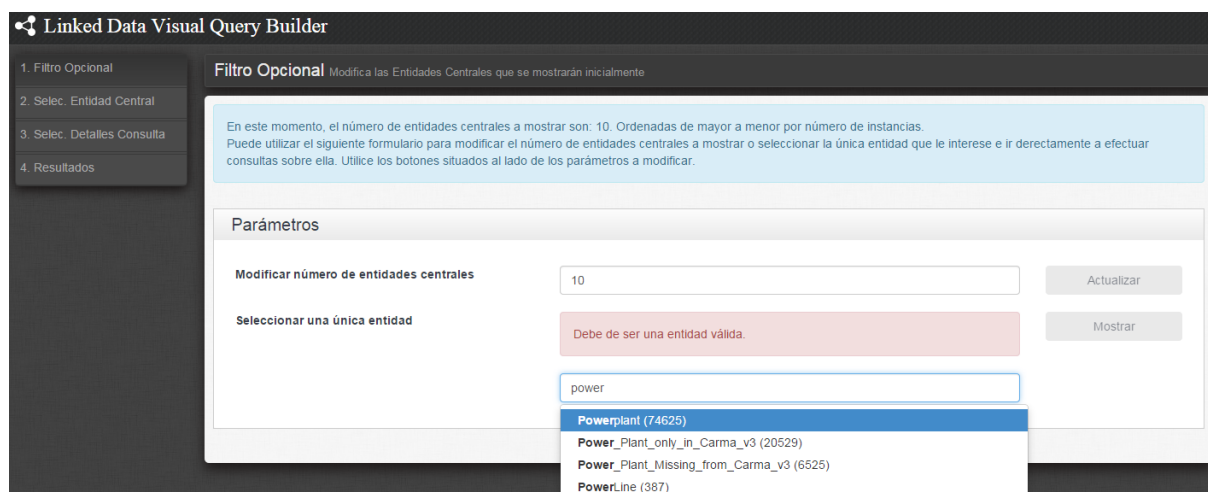 Linked Data Visual Query Builder
1. Filtro Opcional
2. Selec. Entidad Central
3. Selec. Detalles Consulta
4. Resultados
Filtro Opcional Modifica las Entidades Centrales que se mostrarán inicialmente
En este momento, el número de entidades centrales a mostrar son: 10. Ordenadas de mayor a menor por número de instancias.
Puede utilizar el siguiente formulario para modificar el número de entidades centrales a mostrar o seleccionar la única entidad que le interese e ir derectamente a efectuar
consultas sobre ella. Utilice los botones situados al lado de los parámetros a modificar.
Parámetros
Modificar número de entidades centrales
10
Actualizar
Seleccionar una única entidad
Debe de ser una entidad válida.
Mostrar
power
Powerplant (74625)
Power_Plant_only_in_Carma_v3 (20529)
Power_Plant_Missing_from_Carma_v3 (6525)
PowerLine (387)